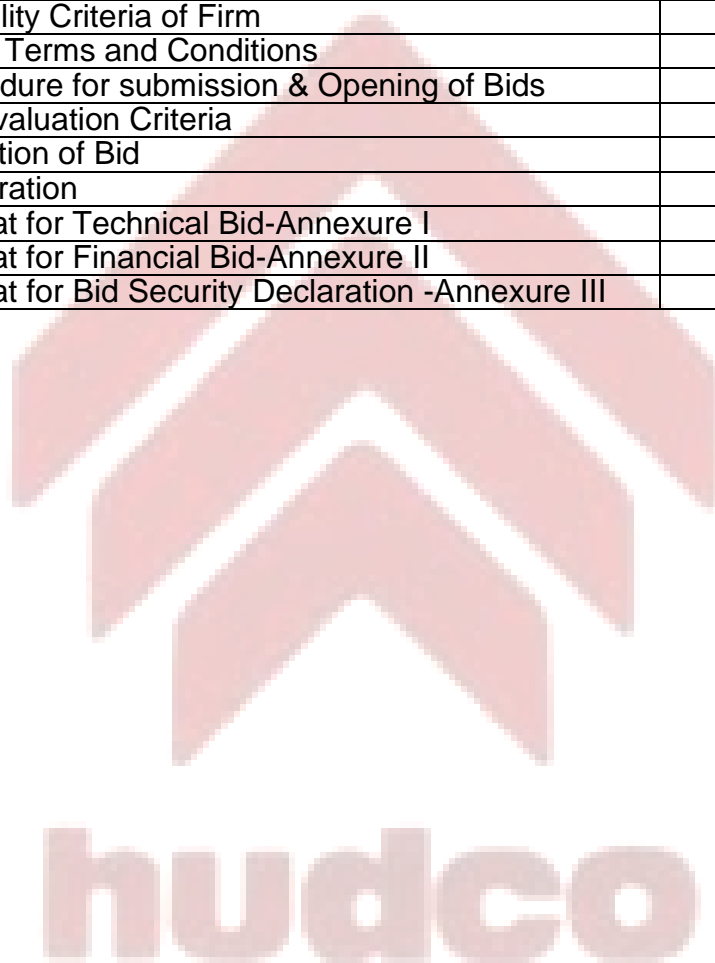 lity Criteria of Firm
Terms and Conditions
dure for submission & Opening of Bids
valuation Criteria
tion of Bid
ration
at for Technical Bid-Annexure I
at for Financial Bid-Annexure II
at for Bid Security Declaration -Annexure III
hudco